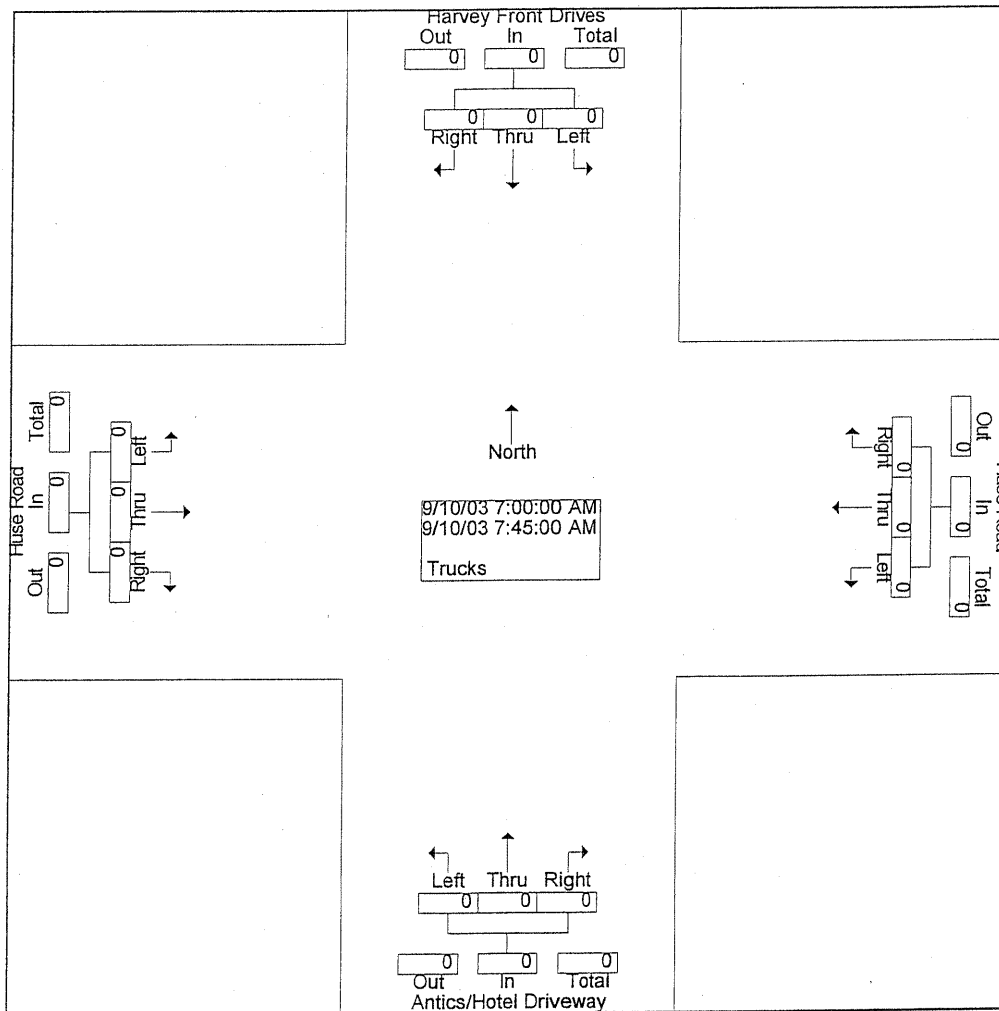 Harvey Front Drives
Out In Total
0 0 0
0 0 0
Right Thru Left
Huse Road
Total In Out
0 0 0
0 0 0
Left Thru Right
North
9/10/03 7:00:00 AM
9/10/03 7:45:00 AM
Trucks
Right Thru Left
0 0 0
0 0 0
Out In Total
Left Thru Right
0 0 0
0 0 0
Out In Total
Antics/Hotel Driveway